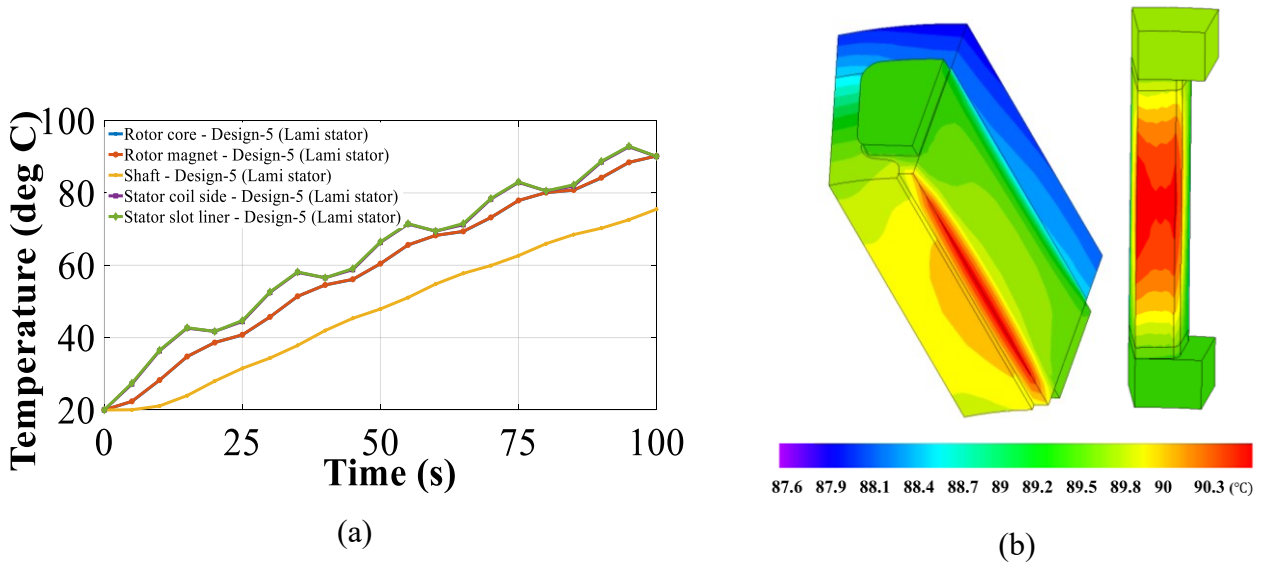 Temperature (deg C)
100
80
60
40
20
Rotor core - Design-5 (Lami stator)
Rotor magnet - Design-5 (Lami stator)
Shaft - Design-5 (Lami stator)
Stator coil side - Design-5 (Lami stator)
Stator slot liner - Design-5 (Lami stator)
0 25 50 75 100
Time (s)
(a)
87.6 87.9 88.1 88.4 88.7 89 89.2 89.5 89.8 90 90.3 (°C)
(b)